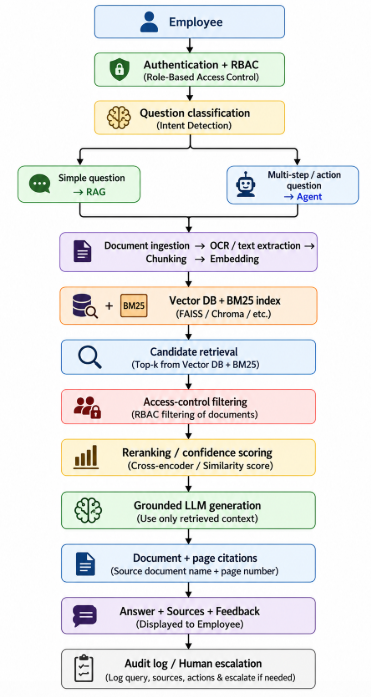 Employee
Authentication + RBAC
(Role-Based Access Control)
Question classification
(Intent Detection)
Simple question
→ RAG
Multi-step / action
question
→ Agent
Document ingestion → OCR / text extraction →
Chunking → Embedding
+ BM25 Vector DB + BM25 index
(FAISS / Chroma / etc.)
Candidate retrieval
(Top-k from Vector DB + BM25)
Access-control filtering
(RBAC filtering of documents)
Reranking / confidence scoring
(Cross-encoder / Similarity score)
Grounded LLM generation
(Use only retrieved context)
Document + page citations
(Source document name + page number)
Answer + Sources + Feedback
(Displayed to Employee)
Audit log / Human escalation
(Log query, sources, actions & escalate if needed)